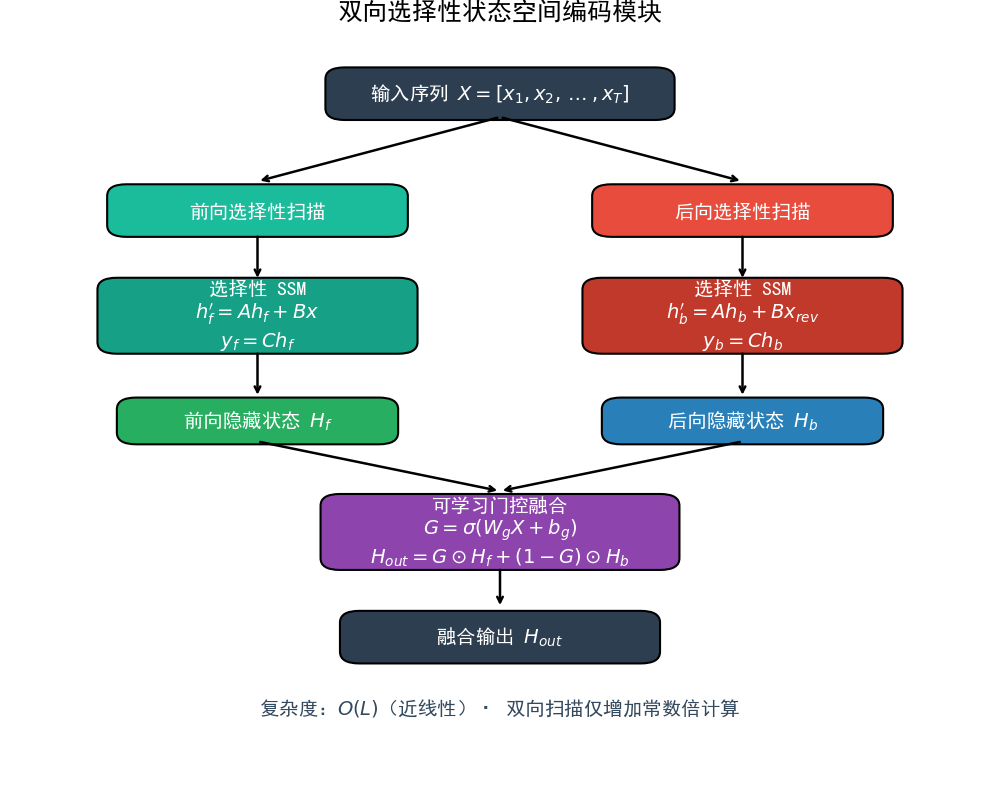 双向选择性状态空间编码模块
输入序列 X = [x₁, x₂, … , x_T]
前向选择性扫描
后向选择性扫描
选择性 SSM
h′_f = Ah_f + Bx
y_f = Ch_f
选择性 SSM
h′_b = Ah_b + Bx_rev
y_b = Ch_b
前向隐藏状态 H_f
后向隐藏状态 H_b
可学习门控融合
G = σ(W_gX + b_g)
H_out = G ⊙ H_f + (1 − G) ⊙ H_b
融合输出 H_out
复杂度：O(L)（近线性） · 双向扫描仅增加常数倍计算